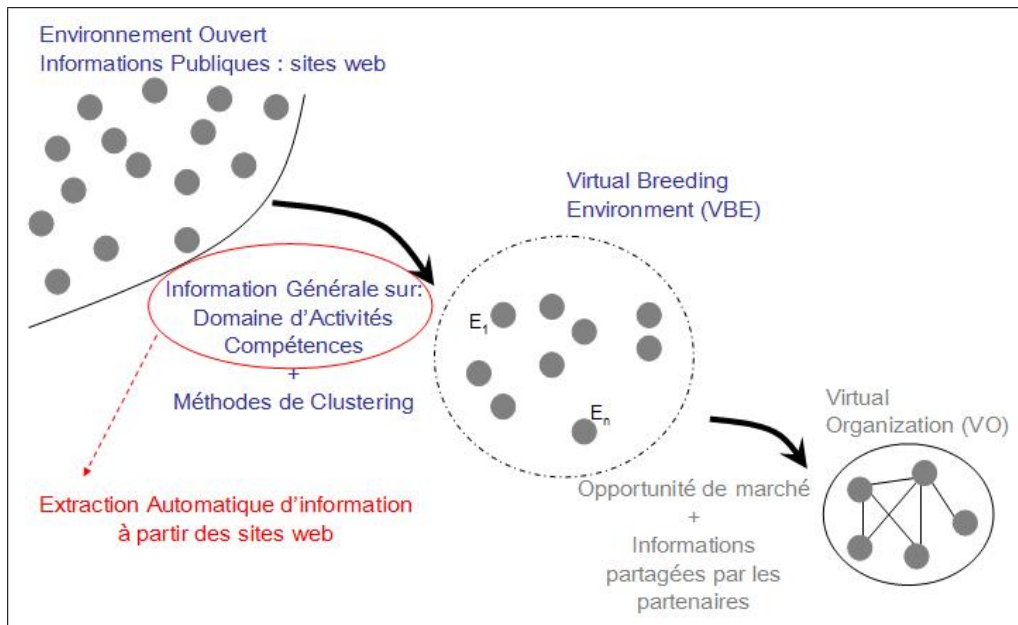 Environnement Ouvert
Informations Publiques : sites web
Virtual Breeding
Environment (VBE)
Information Générale sur:
Domaine d'Activités
Compétences
+
Méthodes de Clustering
E1
En
Extraction Automatique d'information
à partir des sites web
Virtual
Organization (VO)
Opportunité de marché
+
Informations
partagées par les
partenaires